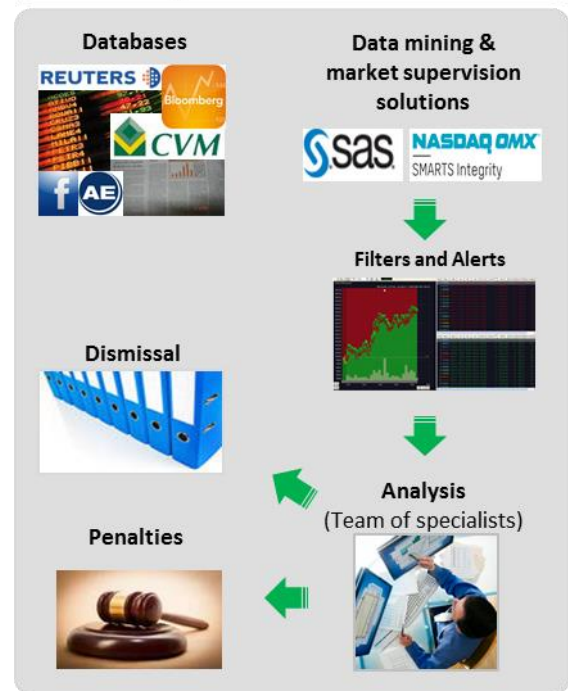 Databases
REUTERS
Bloomberg
CVM
f
AE
Data mining &
market supervision
solutions
sas
NASDAQ OMX
SMARTS Integrity
Filters and Alerts
Dismissal
Analysis
(Team of specialists)
Penalties